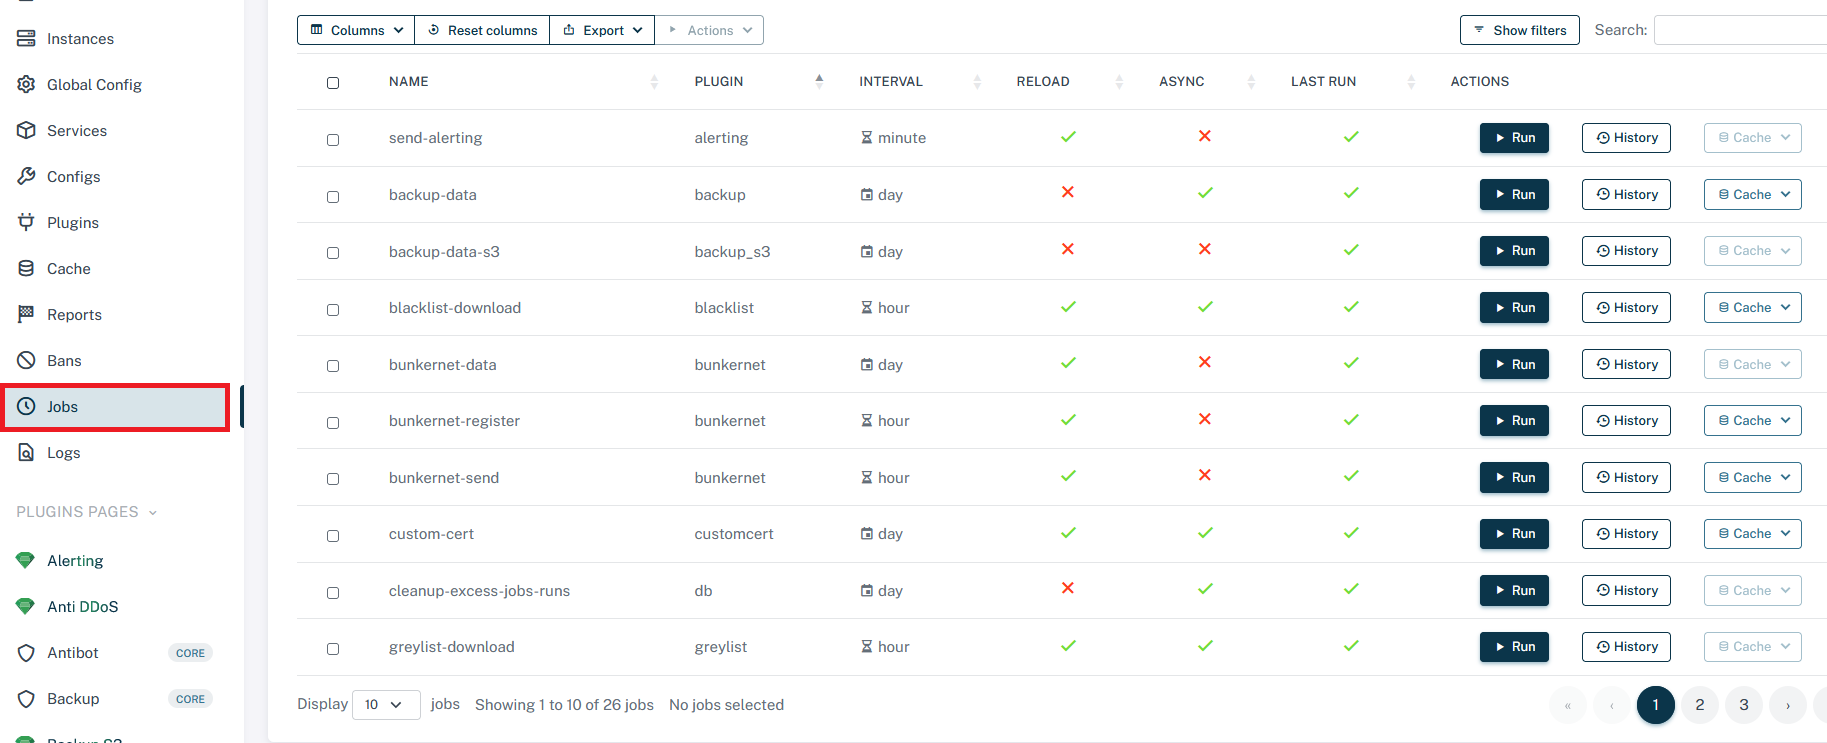 Instances
Global Config
Services
Configs
Plugins
Cache
Reports
Bans
Jobs
Logs
PLUGINS PAGES
Alerting
Anti DDoS
Antibot CORE
Backup CORE
Backup S3
Columns Reset columns Export Actions Show filters Search:
NAME PLUGIN INTERVAL RELOAD ASYNC LAST RUN ACTIONS
send-alerting alerting minute Run History Cache
backup-data backup day Run History Cache
backup-data-s3 backup_s3 day Run History Cache
blacklist-download blacklist hour Run History Cache
bunkernet-data bunkernet day Run History Cache
bunkernet-register bunkernet hour Run History Cache
bunkernet-send bunkernet hour Run History Cache
custom-cert customcert day Run History Cache
cleanup-excess-jobs-runs db day Run History Cache
greylist-download greylist hour Run History Cache
Display 10 jobs Showing 1 to 10 of 26 jobs No jobs selected « ‹ 1 2 3 ›